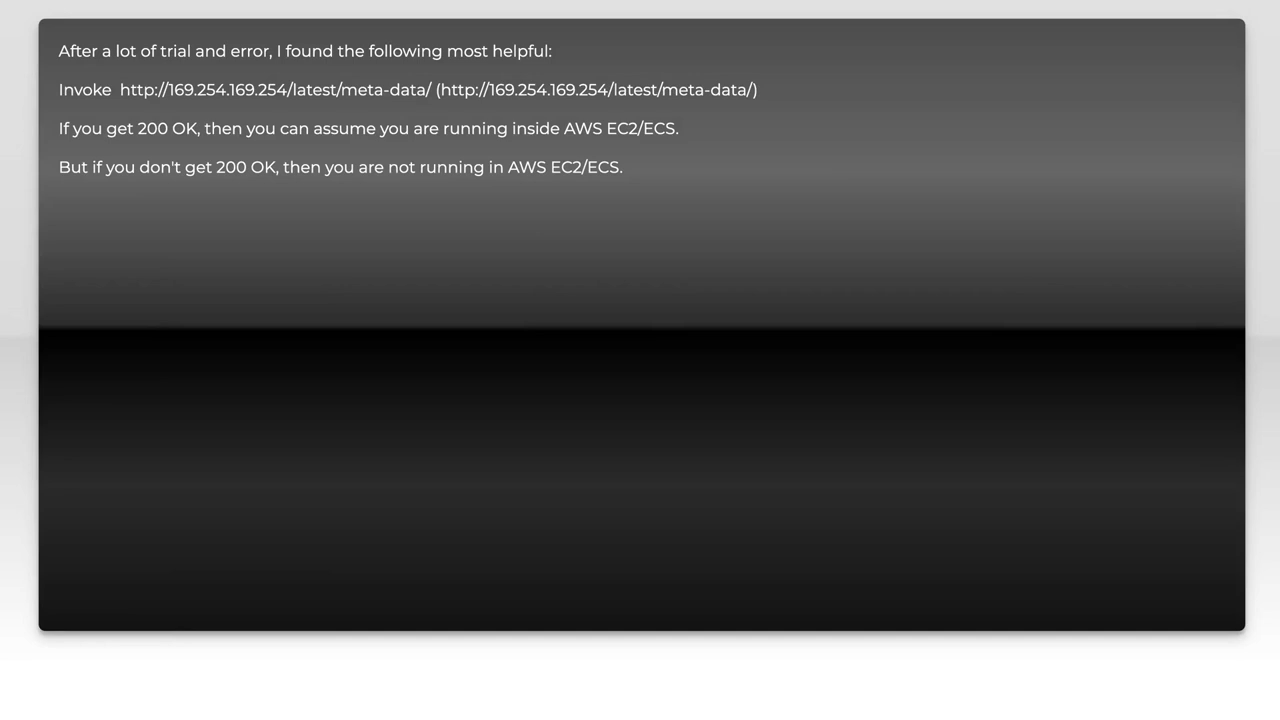 After a lot of trial and error, I found the following most helpful:
Invoke  http://169.254.169.254/latest/meta-data/ (http://169.254.169.254/latest/meta-data/)
If you get 200 OK, then you can assume you are running inside AWS EC2/ECS.
But if you don't get 200 OK, then you are not running in AWS EC2/ECS.